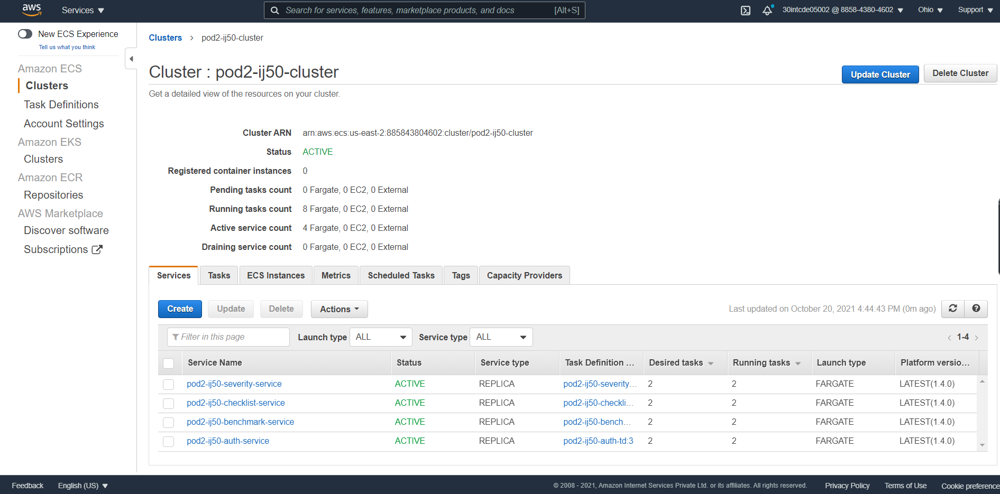 aws Services Search for services, features, marketplace products, and docs [Alt+S] 30intcde05002 @ 8858-4380-4602 Ohio Support
New ECS Experience
Tell us what you think
Amazon ECS
Clusters
Task Definitions
Account Settings
Amazon EKS
Clusters
Amazon ECR
Repositories
AWS Marketplace
Discover software
Subscriptions
Clusters > pod2-ij50-cluster
Cluster : pod2-ij50-cluster
Update Cluster Delete Cluster
Get a detailed view of the resources on your cluster.
Cluster ARN arn:aws:ecs:us-east-2:885843804602:cluster/pod2-ij50-cluster
Status ACTIVE
Registered container instances 0
Pending tasks count 0 Fargate, 0 EC2, 0 External
Running tasks count 8 Fargate, 0 EC2, 0 External
Active service count 4 Fargate, 0 EC2, 0 External
Draining service count 0 Fargate, 0 EC2, 0 External
Services Tasks ECS Instances Metrics Scheduled Tasks Tags Capacity Providers
Create Update Delete Actions Last updated on October 20, 2021 4:44:43 PM (0m ago)
Filter in this page Launch type ALL Service type ALL < 1-4 >
Service Name Status Service type Task Definition ... Desired tasks Running tasks Launch type Platform versio...
pod2-ij50-severity-service ACTIVE REPLICA pod2-ij50-severity... 2 2 FARGATE LATEST(1.4.0)
pod2-ij50-checklist-service ACTIVE REPLICA pod2-ij50-checkli... 2 2 FARGATE LATEST(1.4.0)
pod2-ij50-benchmark-service ACTIVE REPLICA pod2-ij50-bench... 2 2 FARGATE LATEST(1.4.0)
pod2-ij50-auth-service ACTIVE REPLICA pod2-ij50-auth-td:3 2 2 FARGATE LATEST(1.4.0)
Feedback English (US) © 2008 - 2021, Amazon Internet Services Private Ltd. or its affiliates. All rights reserved. Privacy Policy Terms of Use Cookie preference